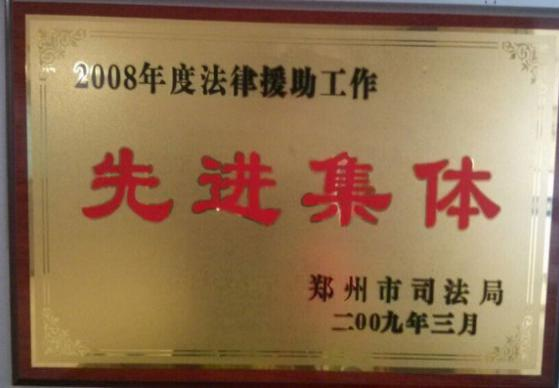 2008年度法律援助工作
先进集体
郑州市司法局
二00九年三月